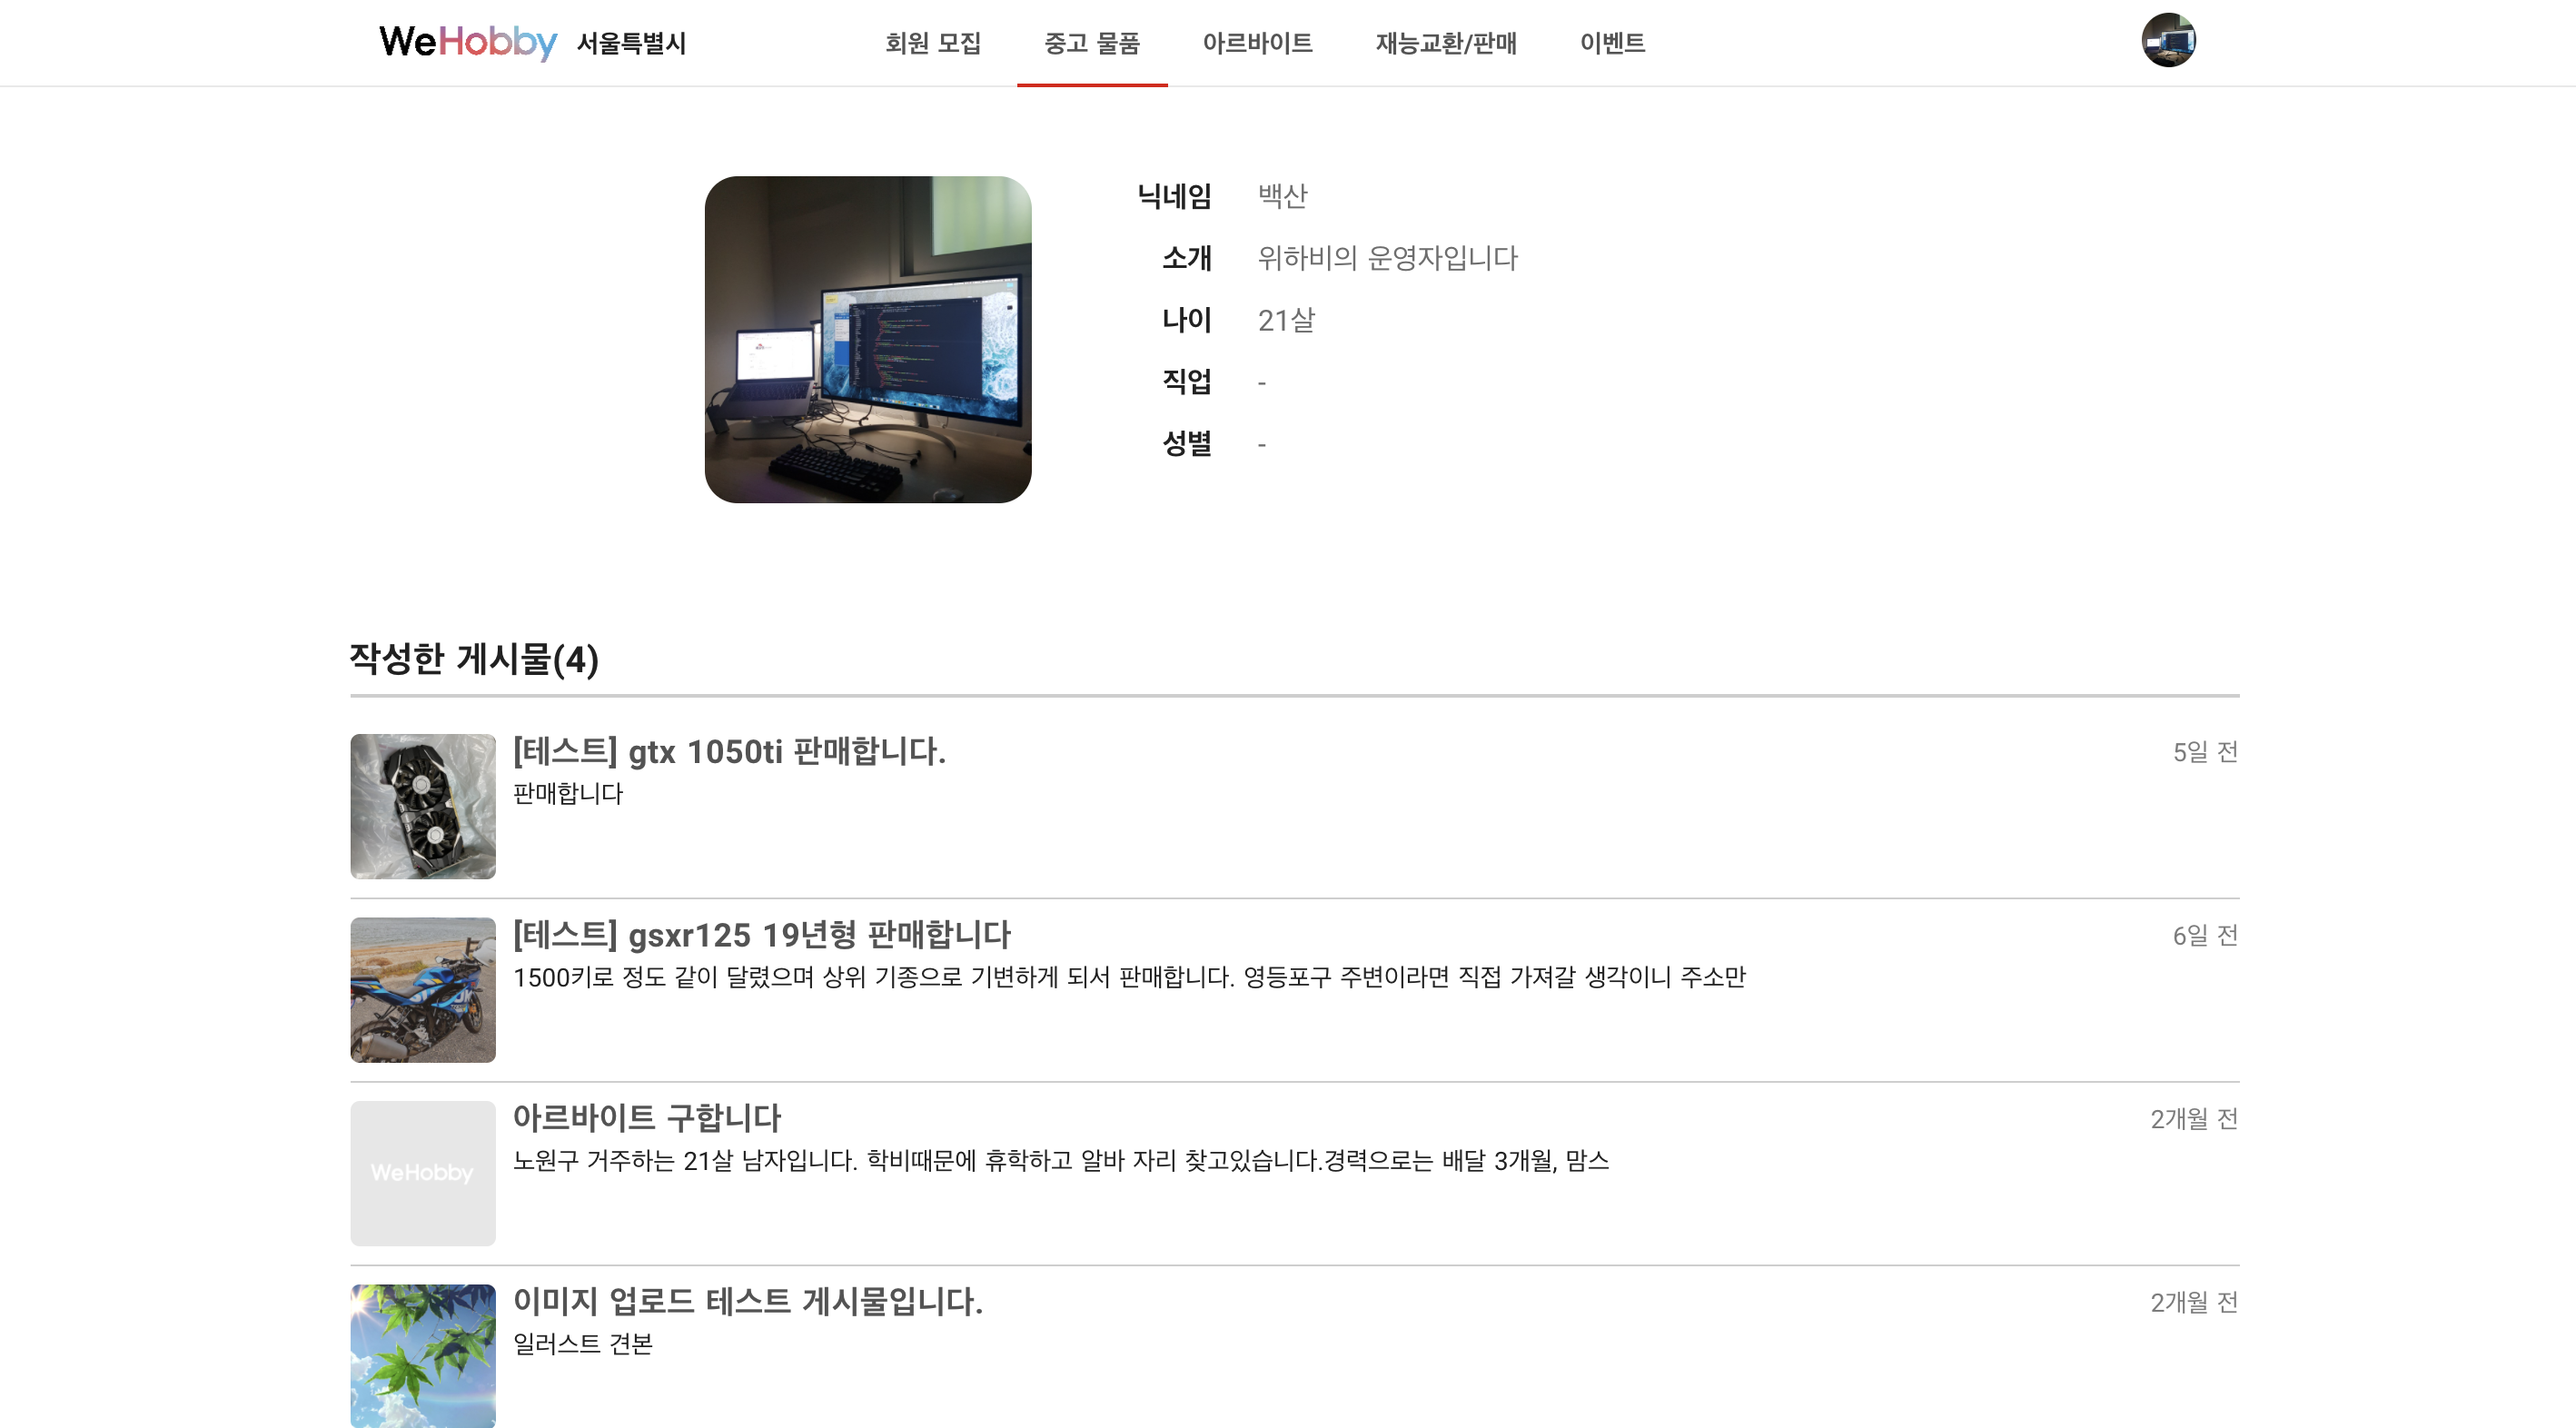 WeHobby 서울특별시 회원 모집 중고 물품 아르바이트 재능교환/판매 이벤트
닉네임 백산
소개 위하비의 운영자입니다
나이 21살
직업 -
성별 -
작성한 게시물(4)
[테스트] gtx 1050ti 판매합니다. 5일 전
판매합니다
[테스트] gsxr125 19년형 판매합니다 6일 전
1500키로 정도 같이 달렸으며 상위 기종으로 기변하게 되서 판매합니다. 영등포구 주변이라면 직접 가져갈 생각이니 주소만
아르바이트 구합니다 2개월 전
노원구 거주하는 21살 남자입니다. 학비때문에 휴학하고 알바 자리 찾고있습니다.경력으로는 배달 3개월, 맘스
WeHobby
이미지 업로드 테스트 게시물입니다. 2개월 전
일러스트 견본